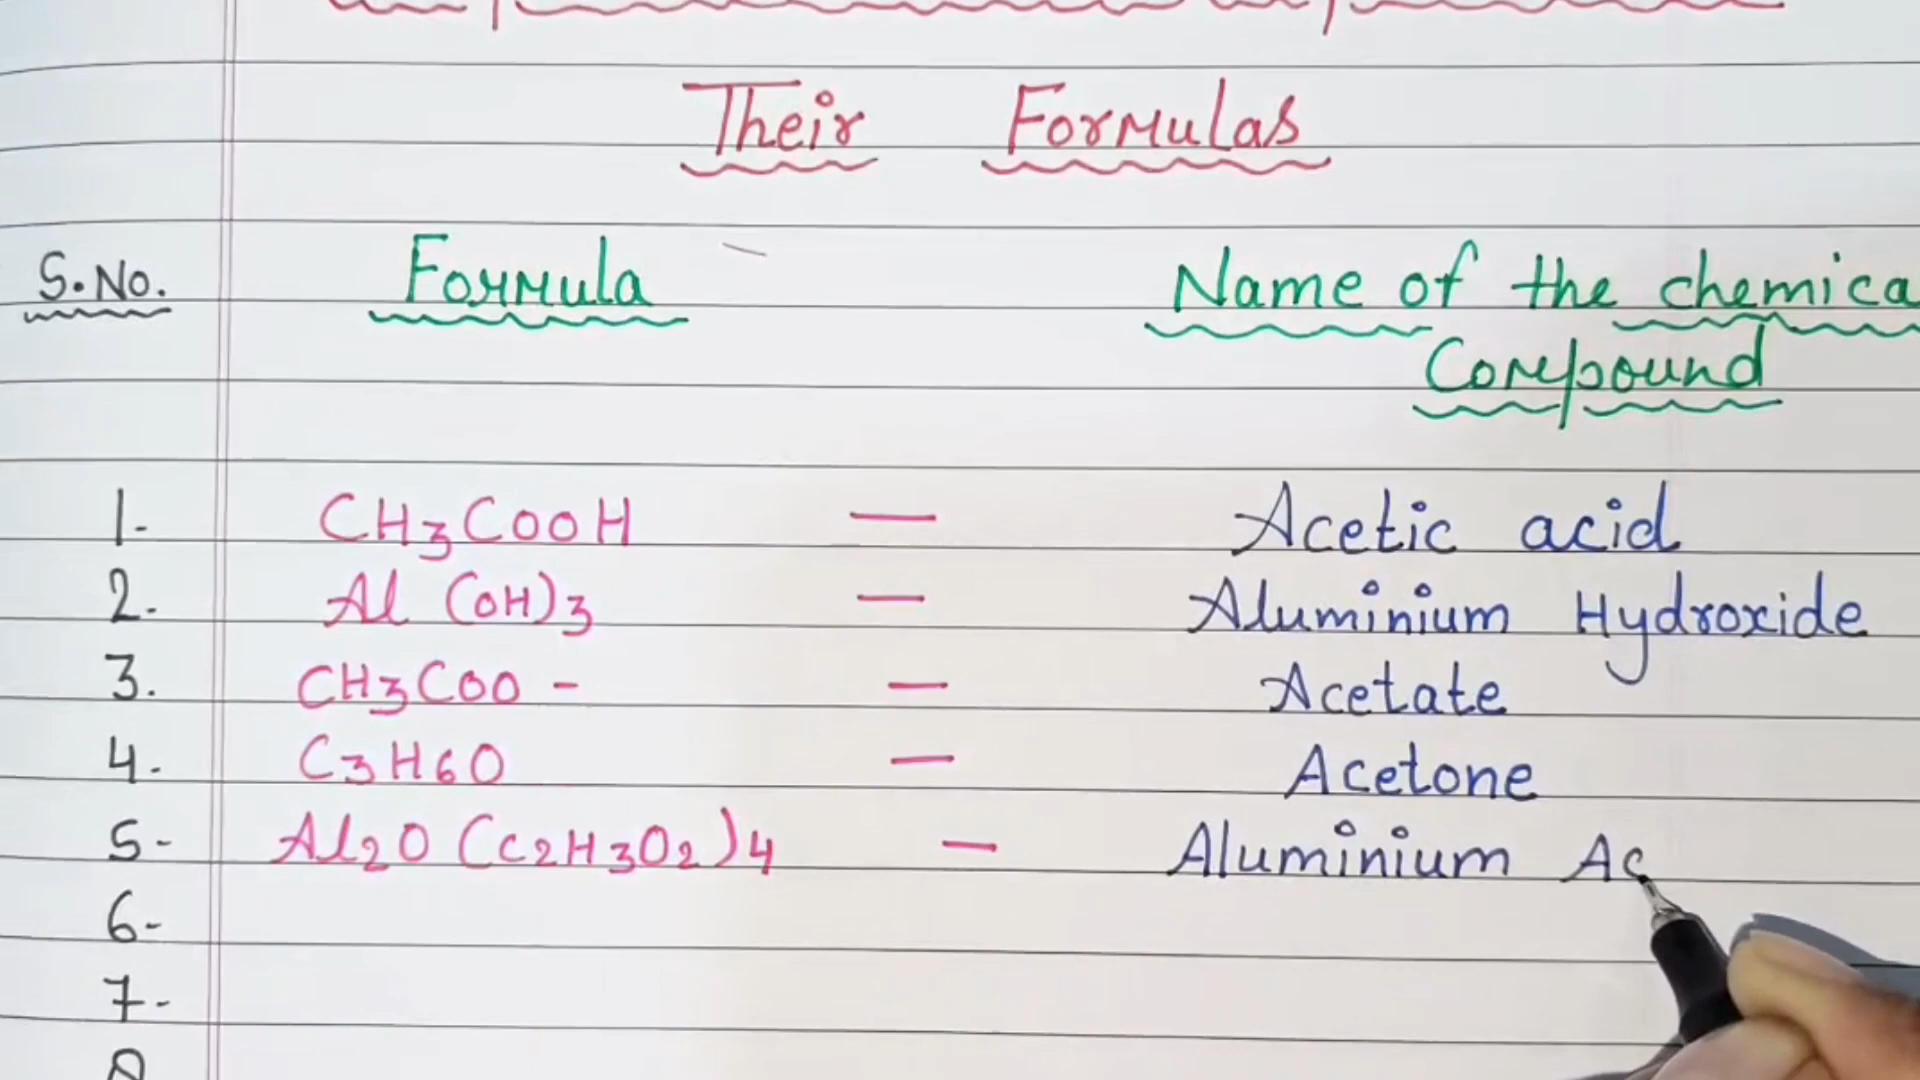 Their Formulas
S.No. Formula Name of the chemica
Compound
1- CH3COOH — Acetic acid
2- Al (OH)3 — Aluminium Hydroxide
3. CH3COO - — Acetate
4- C3H6O — Acetone
5- Al2O (C2H3O2)4 — Aluminium Ac
6-
7-